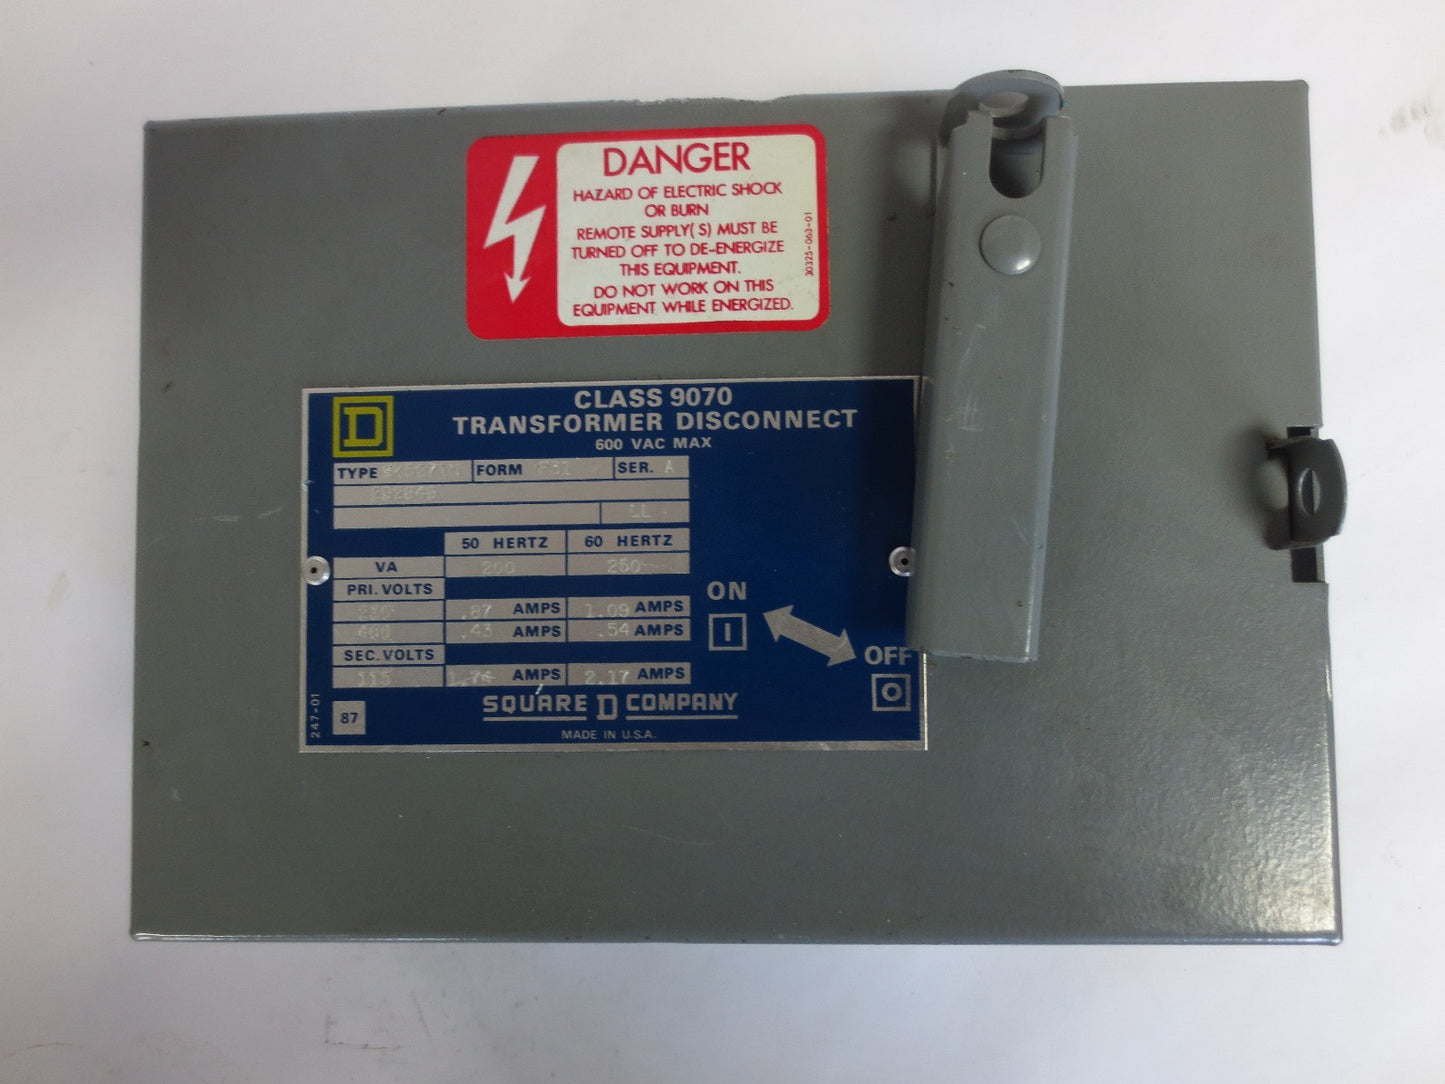 DANGER
HAZARD OF ELECTRIC SHOCK
OR BURN
REMOTE SUPPLY(S) MUST BE
TURNED OFF TO DE-ENERGIZE
THIS EQUIPMENT.
DO NOT WORK ON THIS
EQUIPMENT WHILE ENERGIZED.
30325-063-01
D
CLASS 9070
TRANSFORMER DISCONNECT
600 VAC MAX
TYPE FORM SER. A
50 HERTZ 60 HERTZ
VA 200 250
PRI. VOLTS
.87 AMPS 1.09 AMPS
.43 AMPS .54 AMPS
SEC. VOLTS
115 1.74 AMPS 2.17 AMPS
ON
I
OFF
O
247-01
87
SQUARE D COMPANY
MADE IN U.S.A.